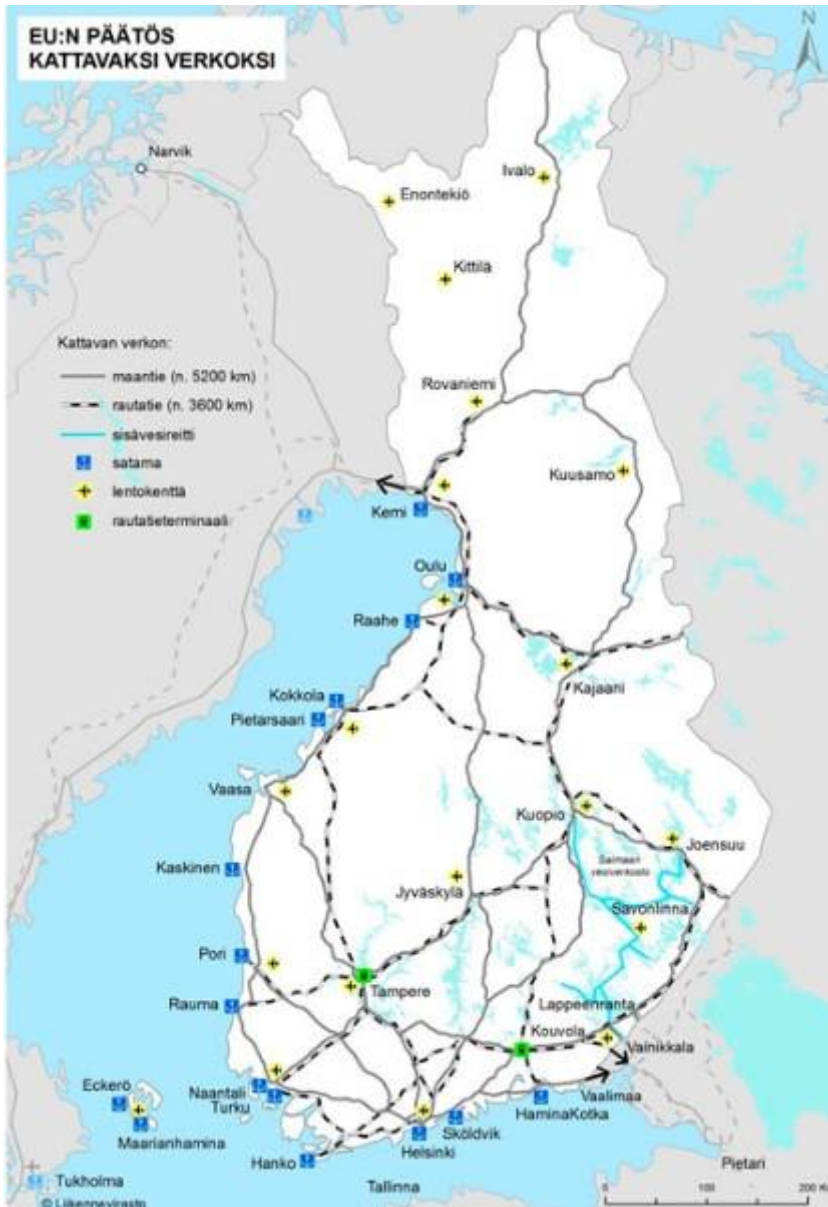 EU:N PÄÄTÖS
KATTAVAKSI VERKOKSI
N
Narvik
Ivalo
Enontekiö
Kittilä
Kattavan verkon:
maantie (n. 5200 km)
rautatie (n. 3600 km)
sisävesireitti
satama
lentokenttä
rautatieterminaali
Rovaniemi
Kuusamo
Kemi
Oulu
Raahe
Kajaani
Kokkola
Pietarsaari
Vaasa
Kuopio
Joensuu
Saimaan
vesiverkosto
Kaskinen
Jyväskylä
Savonlinna
Pori
Tampere
Rauma
Lappeenranta
Kouvola
Vainikkala
Naantali
Turku
Eckerö
Maarianhamina
Vaalimaa
HaminaKotka
Sköldvik
Helsinki
Hanko
Pietari
Tallinna
Tukholma
© Liikennevirasto
0 100 200